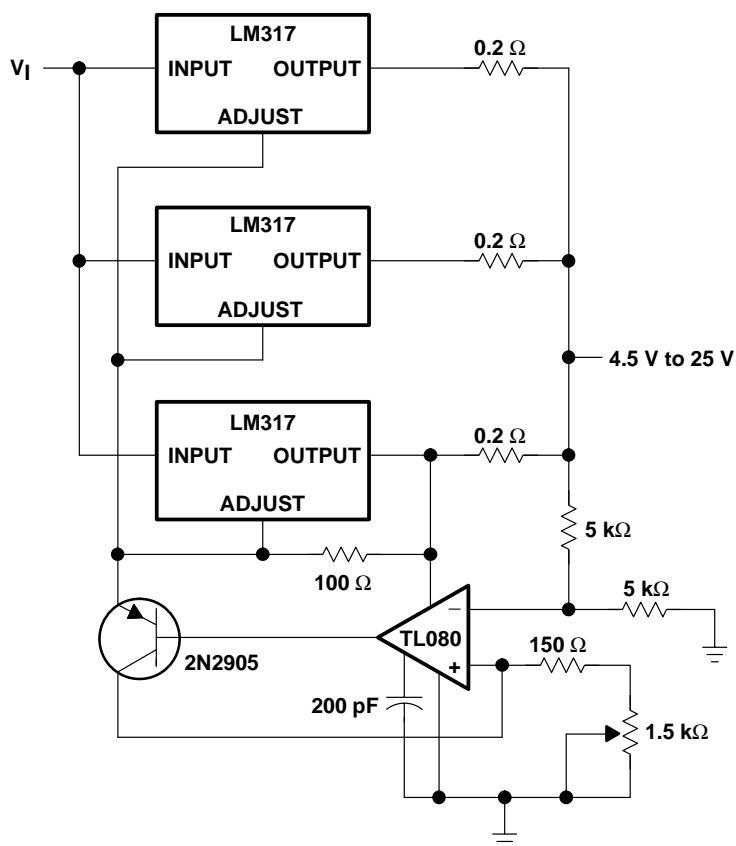 LM317
V_I
INPUT OUTPUT
ADJUST
0.2 Ω
LM317
INPUT OUTPUT
ADJUST
0.2 Ω
4.5 V to 25 V
LM317
INPUT OUTPUT
ADJUST
0.2 Ω
5 kΩ
100 Ω
5 kΩ
–
TL080
+
2N2905
150 Ω
200 pF
1.5 kΩ